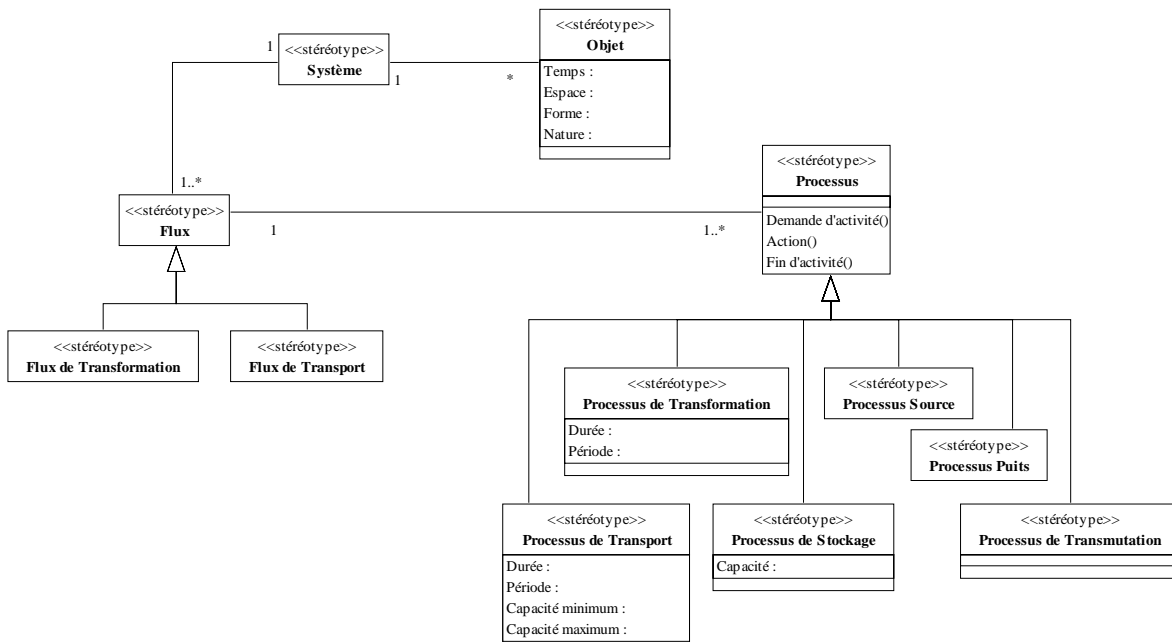 <<stéréotype>>
Objet
Temps :
Espace :
Forme :
Nature :
1
<<stéréotype>>
Système
1
*
<<stéréotype>>
Processus
Demande d'activité()
Action()
Fin d'activité()
1..*
<<stéréotype>>
Flux
1
1..*
<<stéréotype>>
Flux de Transformation
<<stéréotype>>
Flux de Transport
<<stéréotype>>
Processus de Transformation
Durée :
Période :
<<stéréotype>>
Processus Source
<<stéréotype>>
Processus Puits
<<stéréotype>>
Processus de Transport
Durée :
Période :
Capacité minimum :
Capacité maximum :
<<stéréotype>>
Processus de Stockage
Capacité :
<<stéréotype>>
Processus de Transmutation